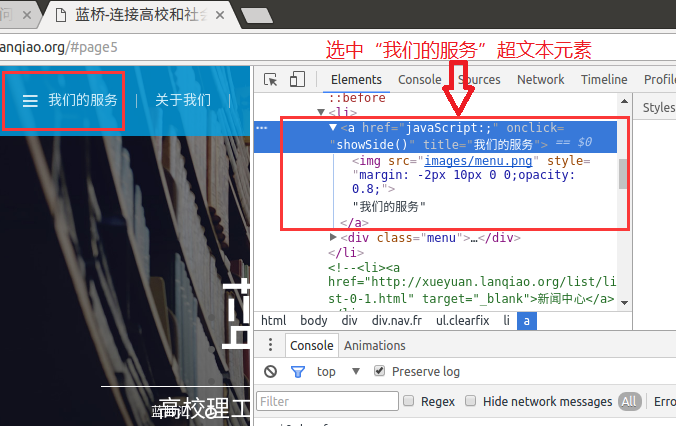 问
蓝桥-连接高校和社会
anqiao.org/#page5
选中“我们的服务”超文本元素
我们的服务
关于我们
Elements Console Sources Network Timeline Profile
Styles
::before
<li>
<a href="javaScript:;" onclick=
"showSide()" title="我们的服务"> == $0
<img src="images/menu.png" style=
"margin: -2px 10px 0 0;opacity:
0.8;">
"我们的服务"
</a>
<div class="menu">…</div>
</li>
<!--<li><a
href="http://xueyuan.lanqiao.org/list/li
st-0-1.html" target="_blank">新闻中心</a>
html body div div.nav.fr ul.clearfix li a
Console Animations
top Preserve log
Filter Regex Hide network messages All Erro
高校理工